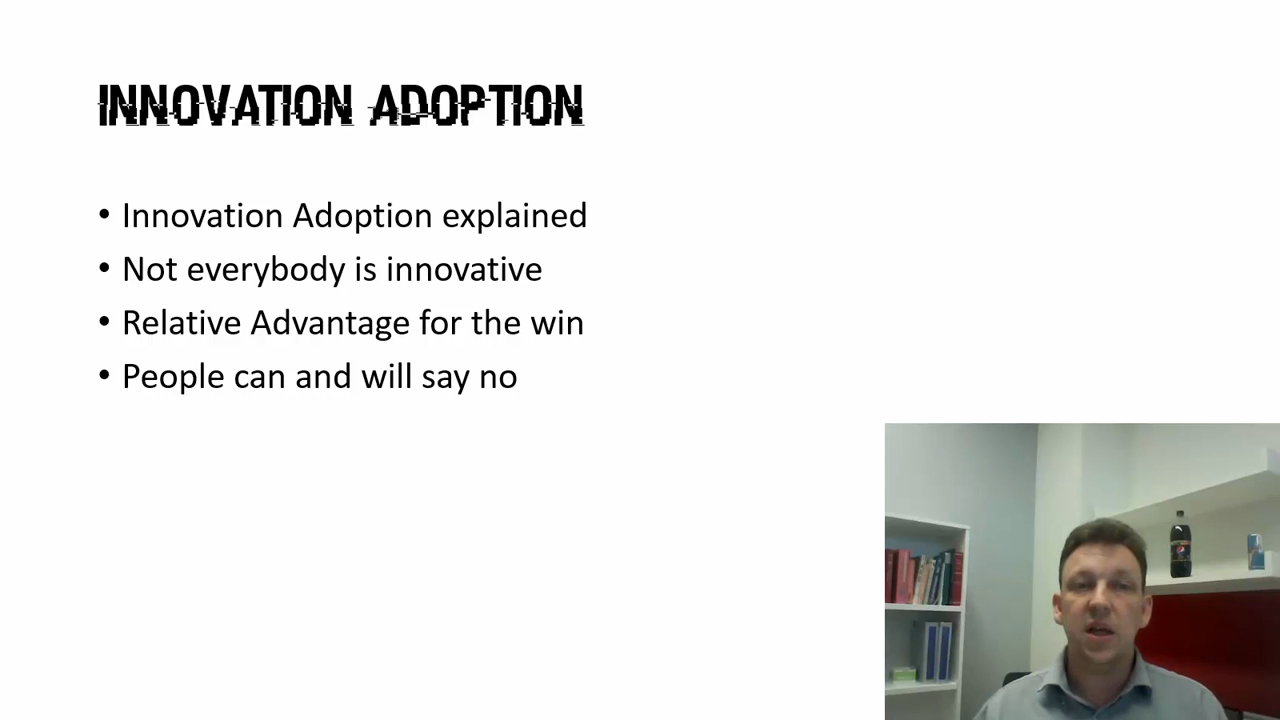 INNOVATION ADOPTION
• Innovation Adoption explained
• Not everybody is innovative
• Relative Advantage for the win
• People can and will say no